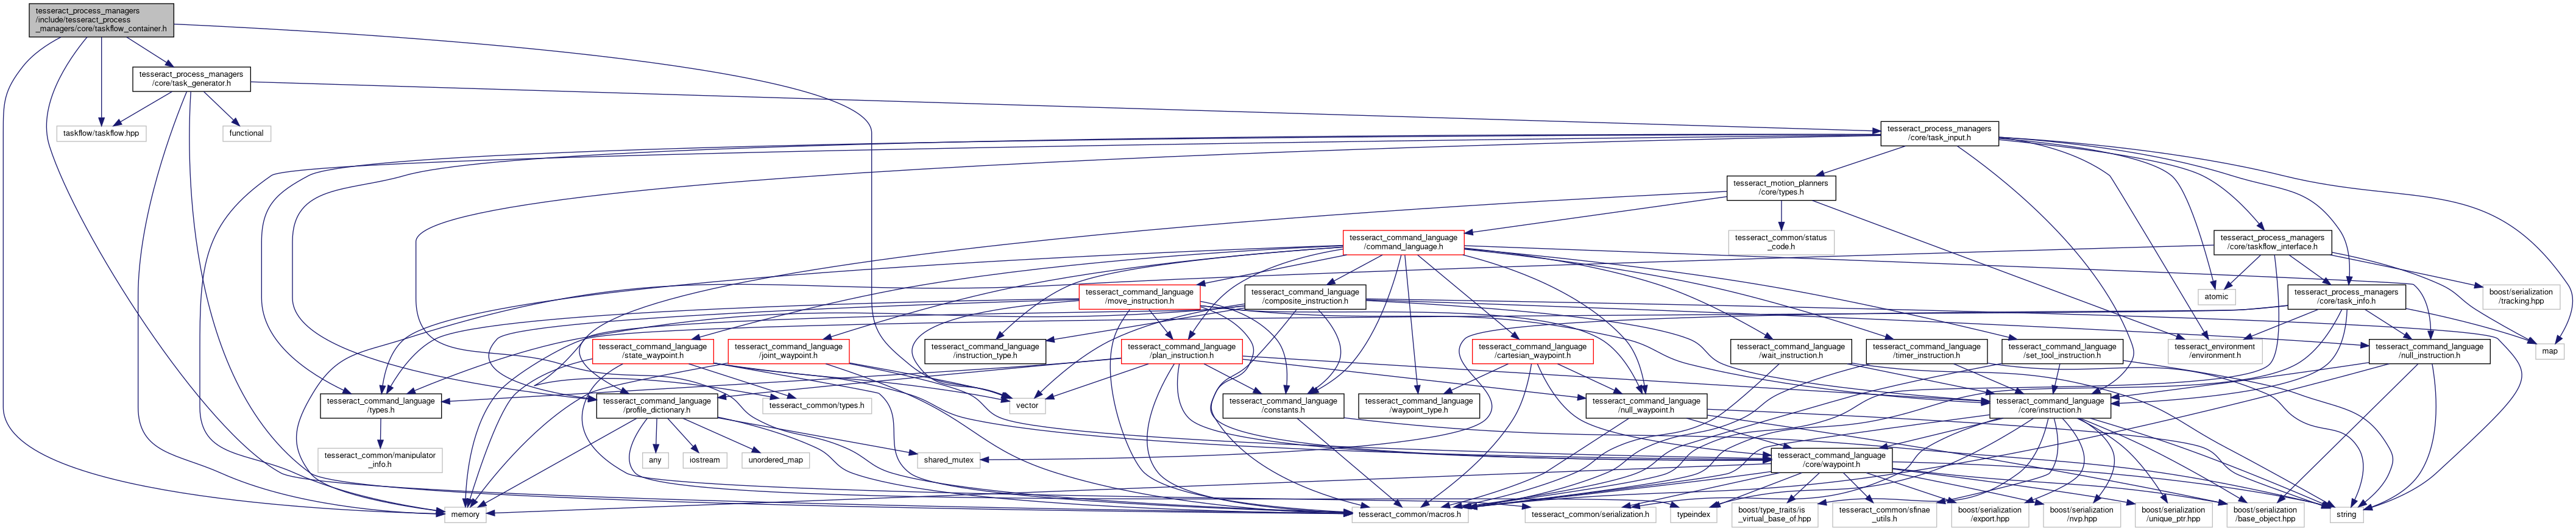 tesseract_process_managers
/include/tesseract_process
_managers/core/taskflow_container.h
tesseract_process_managers
/core/task_generator.h
taskflow/taskflow.hpp
functional
tesseract_process_managers
/core/task_input.h
tesseract_motion_planners
/core/types.h
tesseract_command_language
/command_language.h
tesseract_common/status
_code.h
tesseract_process_managers
/core/taskflow_interface.h
tesseract_command_language
/move_instruction.h
tesseract_command_language
/composite_instruction.h
atomic
tesseract_process_managers
/core/task_info.h
boost/serialization
/tracking.hpp
tesseract_command_language
/state_waypoint.h
tesseract_command_language
/joint_waypoint.h
tesseract_command_language
/instruction_type.h
tesseract_command_language
/plan_instruction.h
tesseract_command_language
/cartesian_waypoint.h
tesseract_command_language
/wait_instruction.h
tesseract_command_language
/timer_instruction.h
tesseract_command_language
/set_tool_instruction.h
tesseract_environment
/environment.h
tesseract_command_language
/null_instruction.h
map
tesseract_command_language
/types.h
tesseract_command_language
/profile_dictionary.h
tesseract_common/types.h
vector
tesseract_command_language
/constants.h
tesseract_command_language
/waypoint_type.h
tesseract_command_language
/null_waypoint.h
tesseract_command_language
/core/instruction.h
tesseract_common/manipulator
_info.h
any
iostream
unordered_map
shared_mutex
tesseract_command_language
/core/waypoint.h
memory
tesseract_common/macros.h
tesseract_common/serialization.h
typeindex
boost/type_traits/is
_virtual_base_of.hpp
tesseract_common/sfinae
_utils.h
boost/serialization
/export.hpp
boost/serialization
/nvp.hpp
boost/serialization
/unique_ptr.hpp
boost/serialization
/base_object.hpp
string